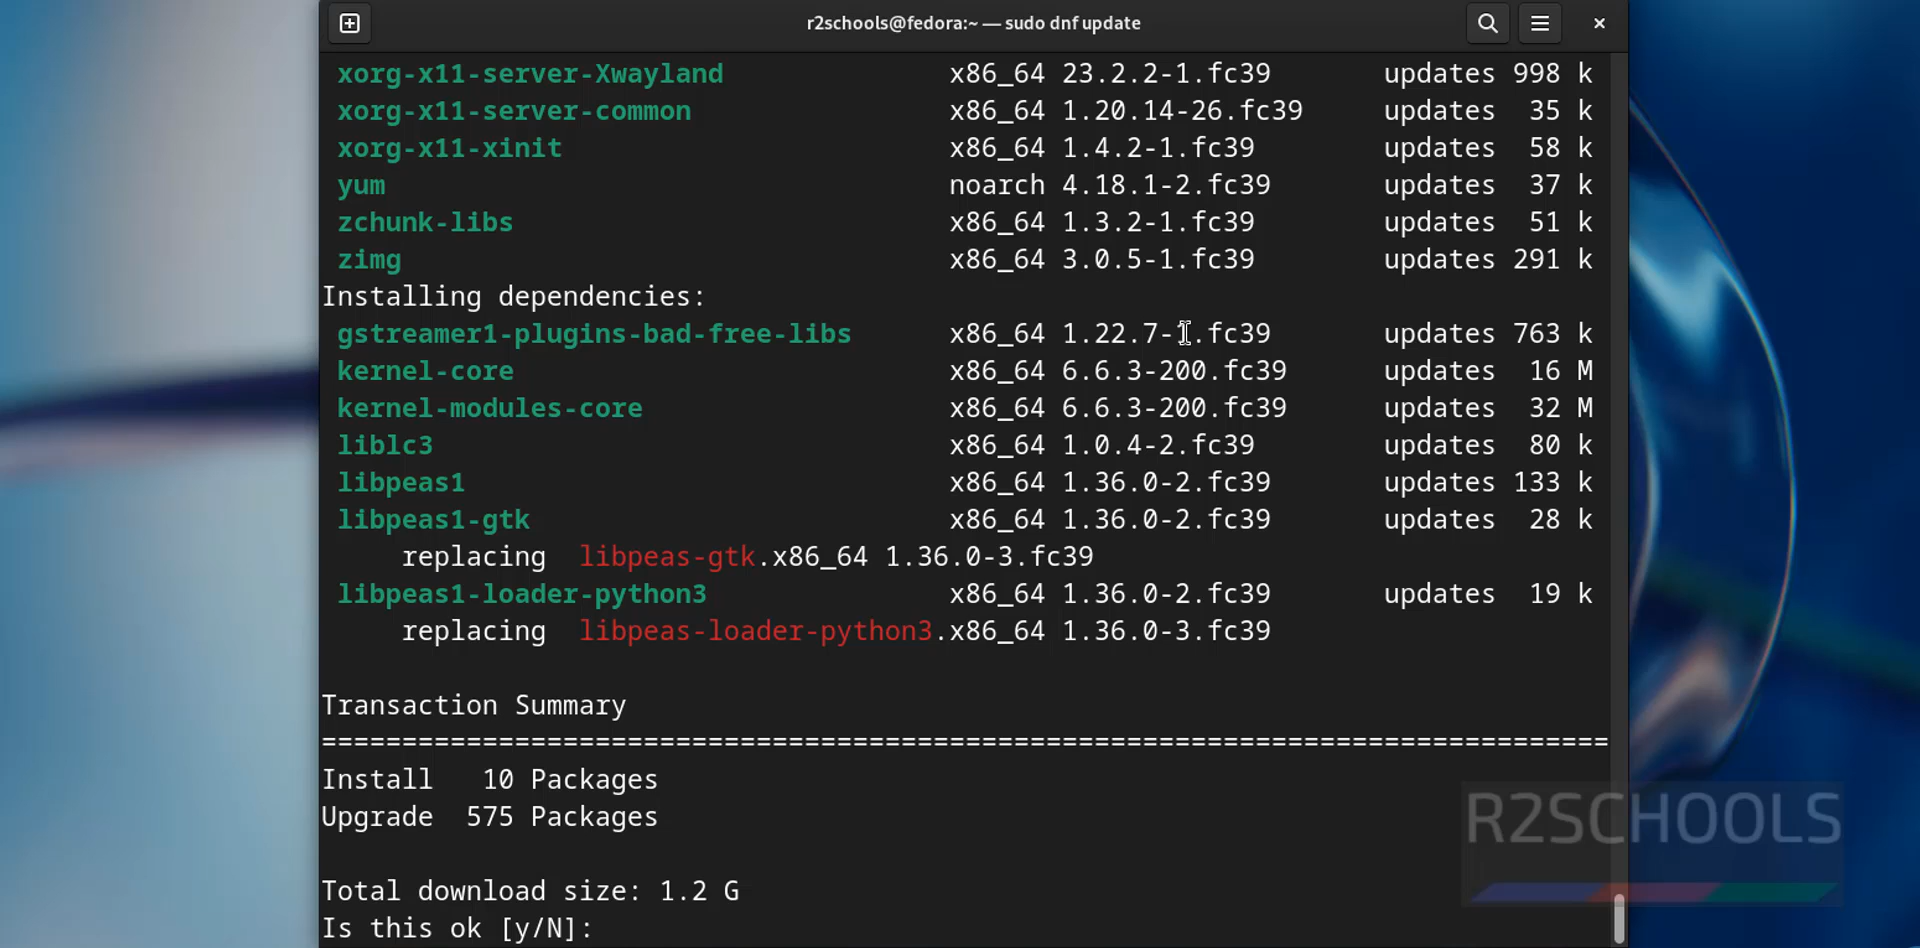 r2schools@fedora:~ — sudo dnf update
xorg-x11-server-Xwayland x86_64 23.2.2-1.fc39 updates 998 k
xorg-x11-server-common x86_64 1.20.14-26.fc39 updates 35 k
xorg-x11-xinit x86_64 1.4.2-1.fc39 updates 58 k
yum noarch 4.18.1-2.fc39 updates 37 k
zchunk-libs x86_64 1.3.2-1.fc39 updates 51 k
zimg x86_64 3.0.5-1.fc39 updates 291 k
Installing dependencies:
gstreamer1-plugins-bad-free-libs x86_64 1.22.7-1.fc39 updates 763 k
kernel-core x86_64 6.6.3-200.fc39 updates 16 M
kernel-modules-core x86_64 6.6.3-200.fc39 updates 32 M
liblc3 x86_64 1.0.4-2.fc39 updates 80 k
libpeas1 x86_64 1.36.0-2.fc39 updates 133 k
libpeas1-gtk x86_64 1.36.0-2.fc39 updates 28 k
replacing libpeas-gtk.x86_64 1.36.0-3.fc39
libpeas1-loader-python3 x86_64 1.36.0-2.fc39 updates 19 k
replacing libpeas-loader-python3.x86_64 1.36.0-3.fc39
Transaction Summary
================================================================================
Install 10 Packages
Upgrade 575 Packages
Total download size: 1.2 G
Is this ok [y/N]:
R2SCHOOLS